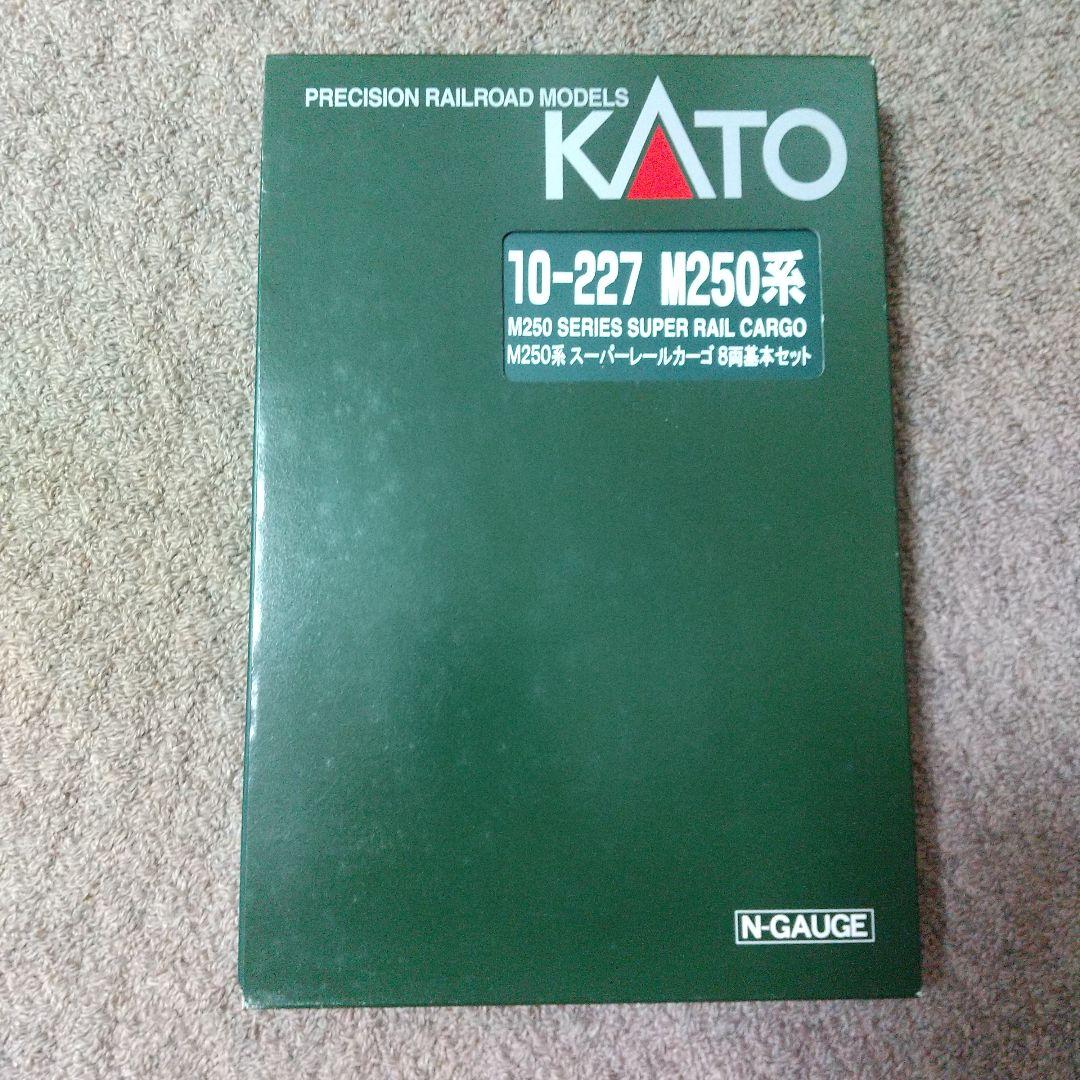 PRECISION RAILROAD MODELS
KATO
10-227 M250系
M250 SERIES SUPER RAIL CARGO
M250系 スーパーレールカーゴ 8両基本セット
N-GAUGE